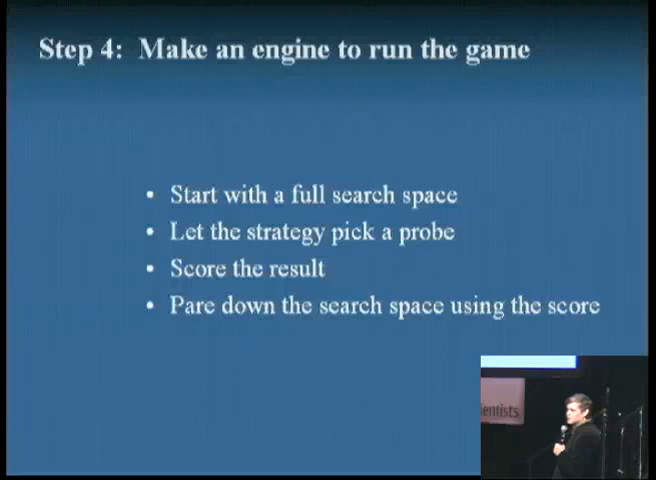 Step 4:  Make an engine to run the game
• Start with a full search space
• Let the strategy pick a probe
• Score the result
• Pare down the search space using the score
ientists